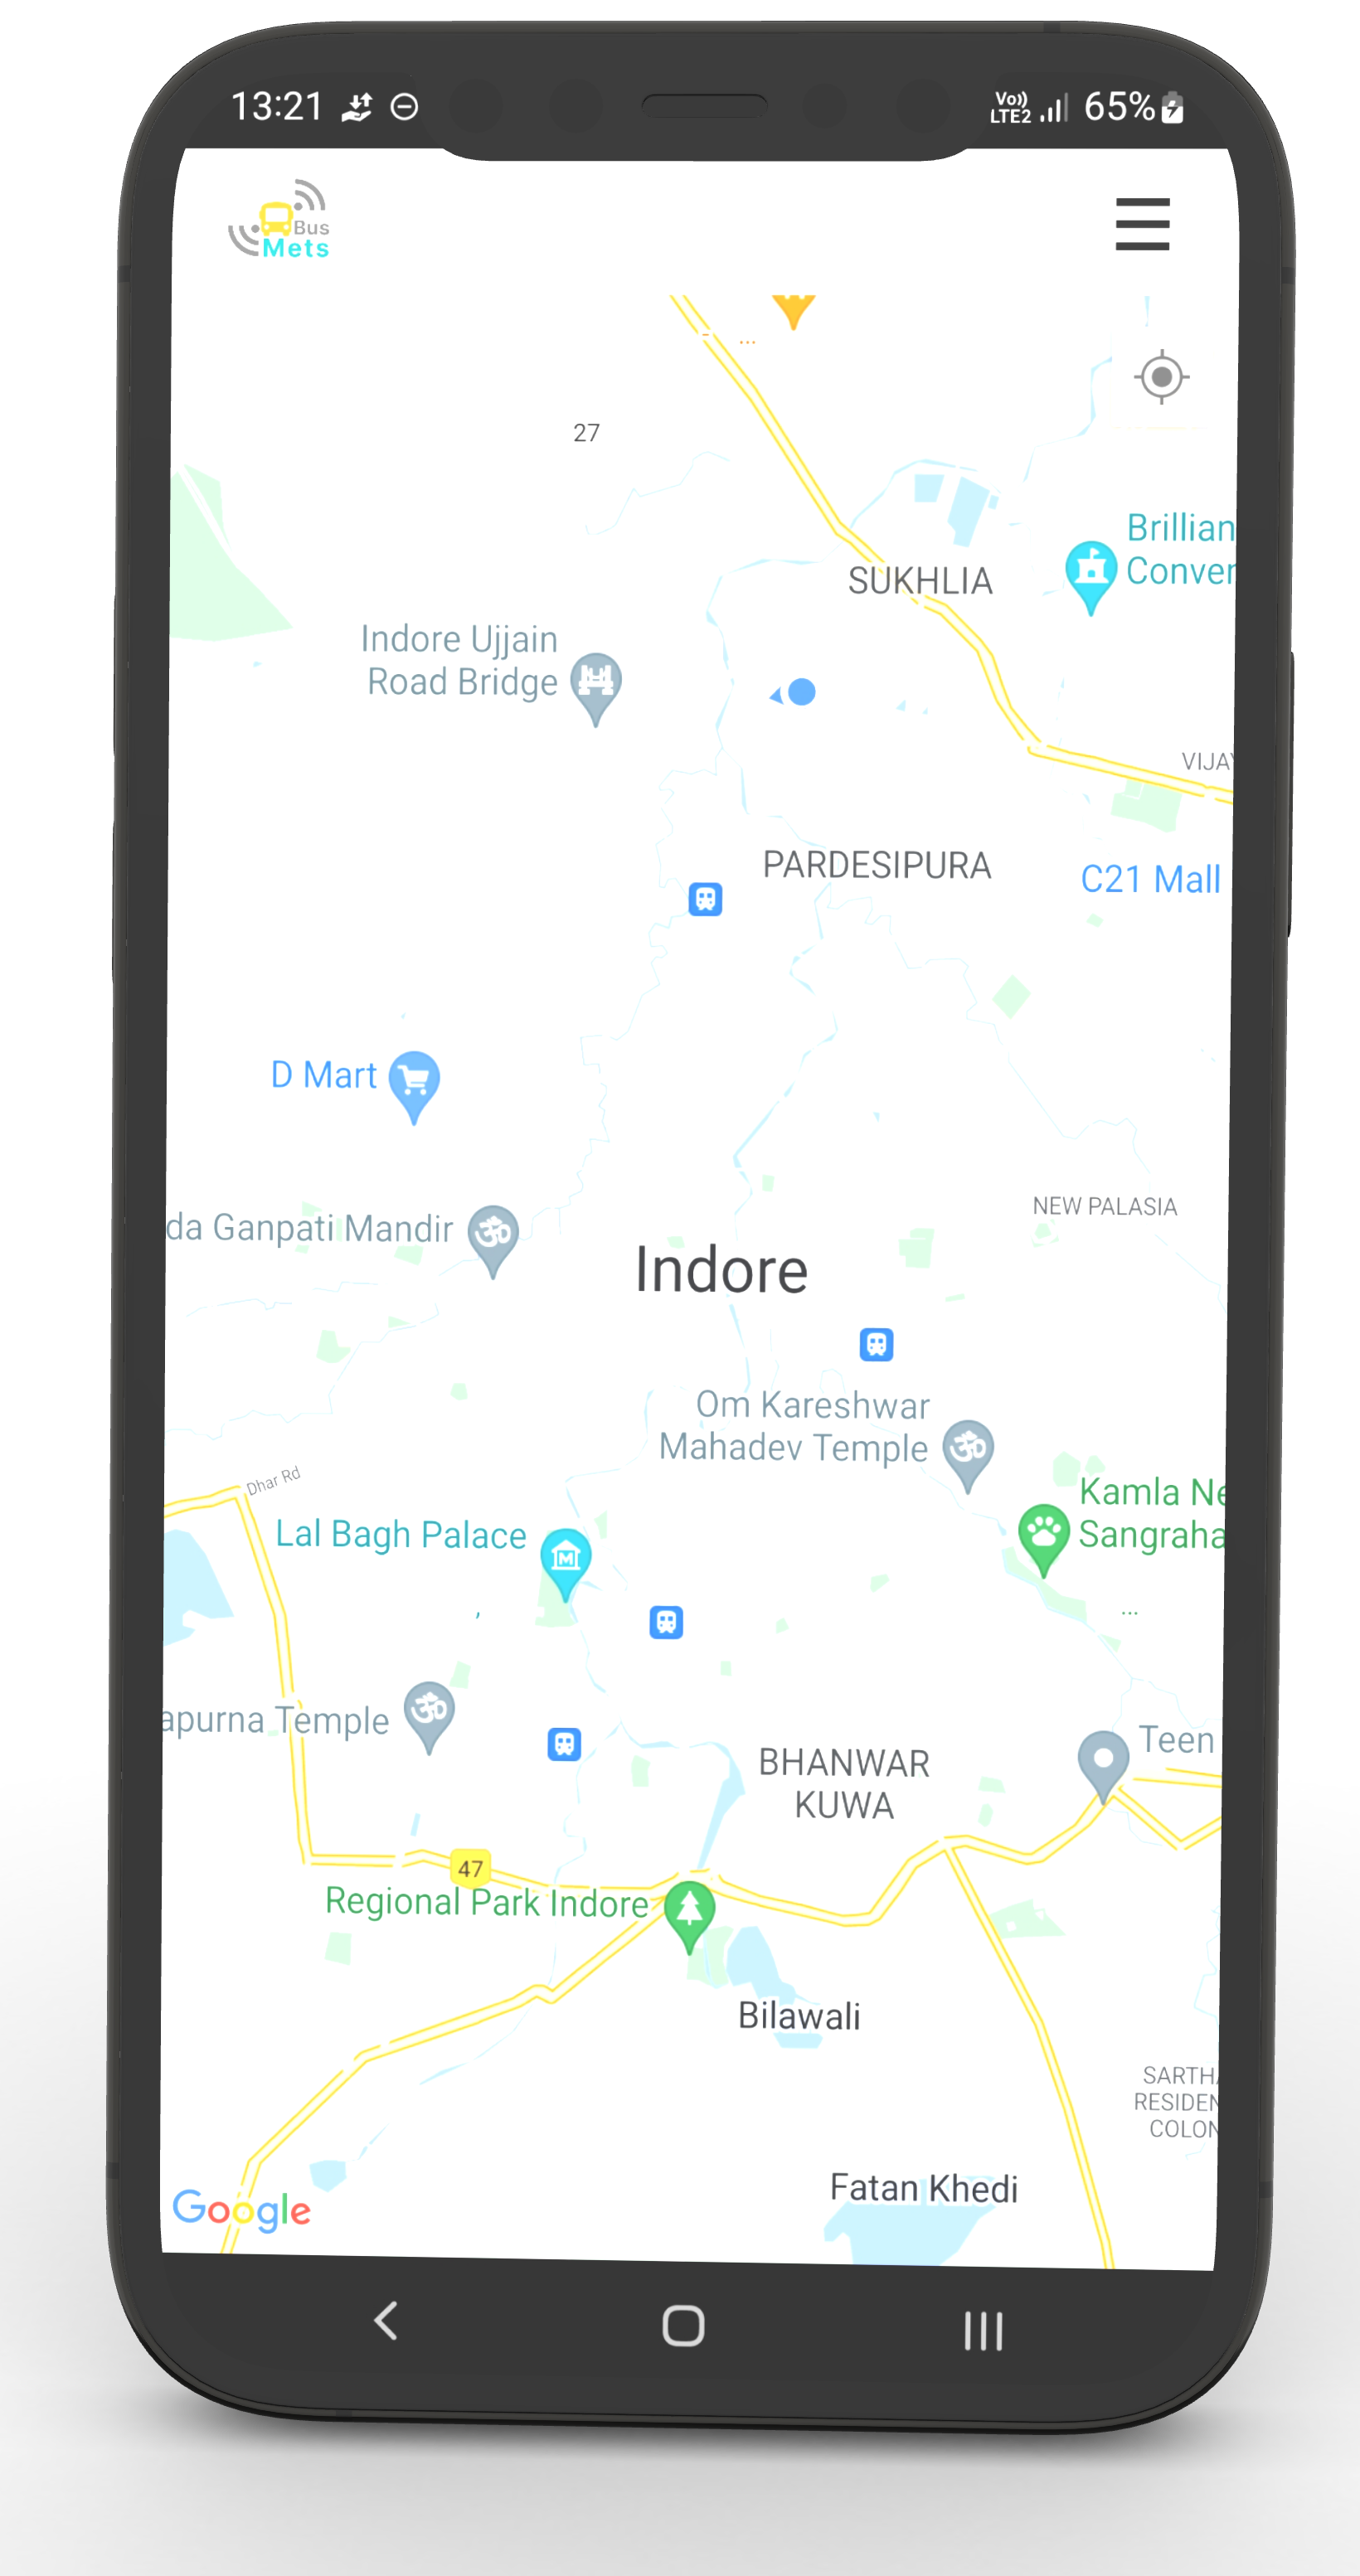 13:21
Vo))
LTE2
65%
Bus
Mets
27
Brillian
Conver
SUKHLIA
Indore Ujjain
Road Bridge
VIJAY
PARDESIPURA
C21 Mall
D Mart
da Ganpati Mandir
NEW PALASIA
Indore
Om Kareshwar
Mahadev Temple
Dhar Rd
Kamla Ne
Sangraha
Lal Bagh Palace
...
apurna Temple
Teen
BHANWAR
KUWA
47
Regional Park Indore
Bilawali
SARTHA
RESIDEN
COLON
Fatan Khedi
Google